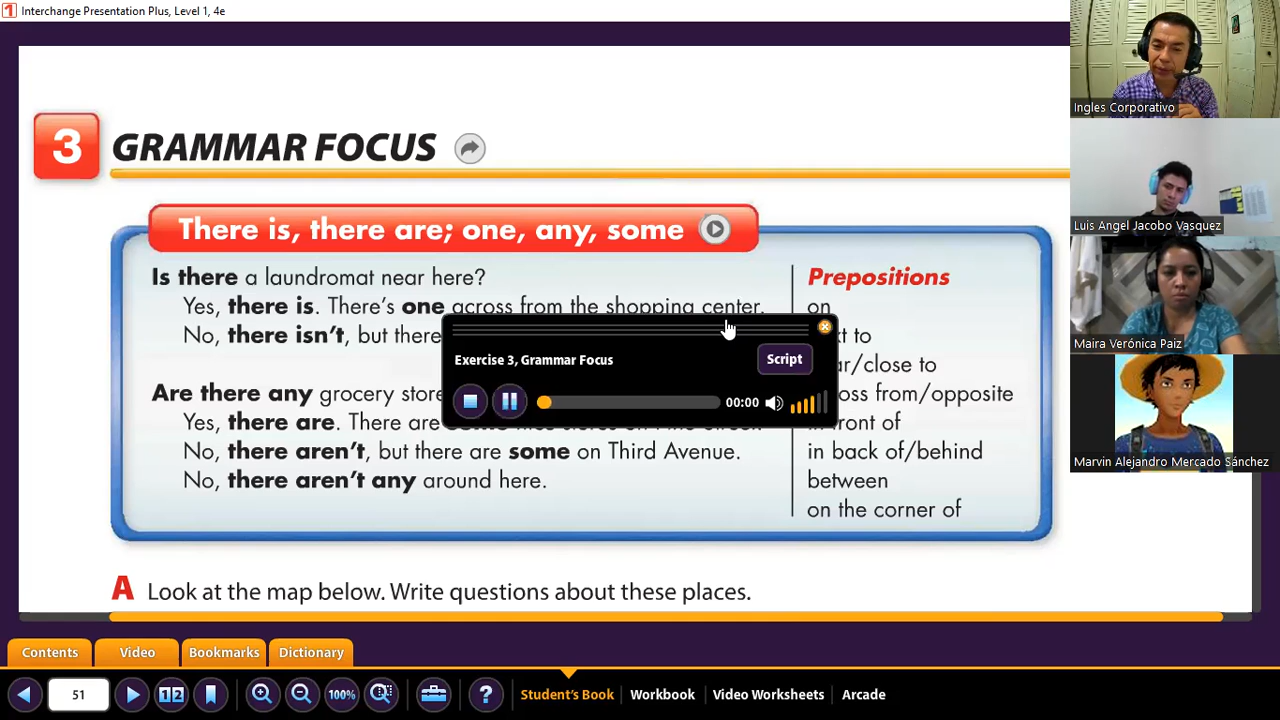 Interchange Presentation Plus, Level 1, 4e
Ingles Corporativo
Luis Angel Jacobo Vasquez
Maira Verónica Paiz
Marvin Alejandro Mercado Sánchez
3 GRAMMAR FOCUS
There is, there are; one, any, some
Is there a laundromat near here?
Yes, there is. There's one across from the shopping center.
No, there isn't, but there
Are there any grocery
Yes, there are. There are
No, there aren't, but there are some on Third Avenue.
No, there aren't any around here.
Prepositions
on
to
close to
from/opposite
front of
in back of/behind
between
on the corner of
Exercise 3, Grammar Focus
Script
00:00
A Look at the map below. Write questions about these places.
Contents
Video
Bookmarks
Dictionary
51
1 2
100%
?
Student's Book
Workbook
Video Worksheets
Arcade